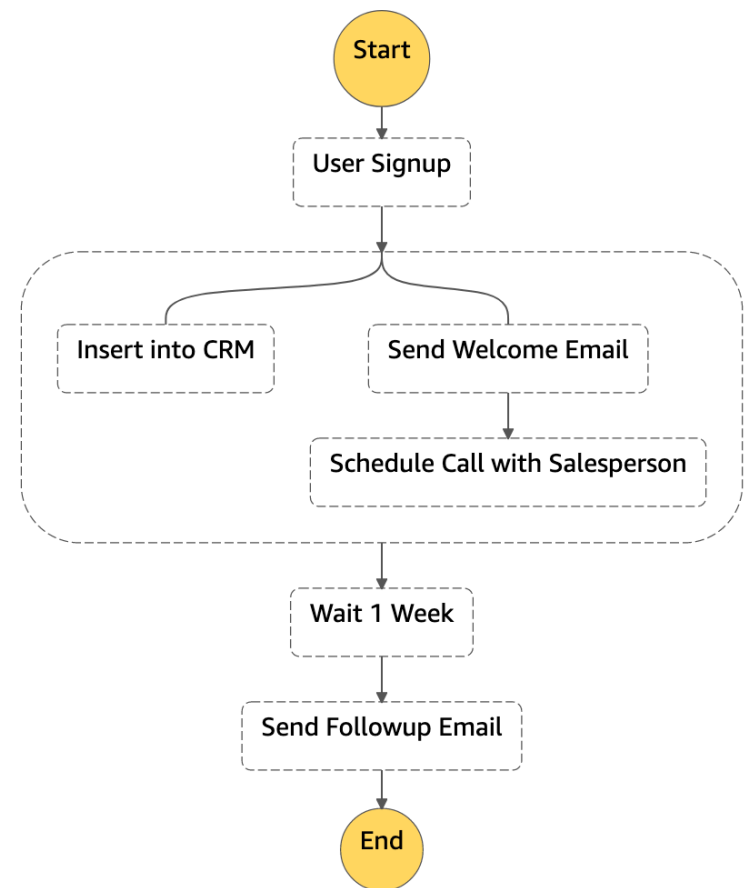 Start
User Signup
Insert into CRM
Send Welcome Email
Schedule Call with Salesperson
Wait 1 Week
Send Followup Email
End